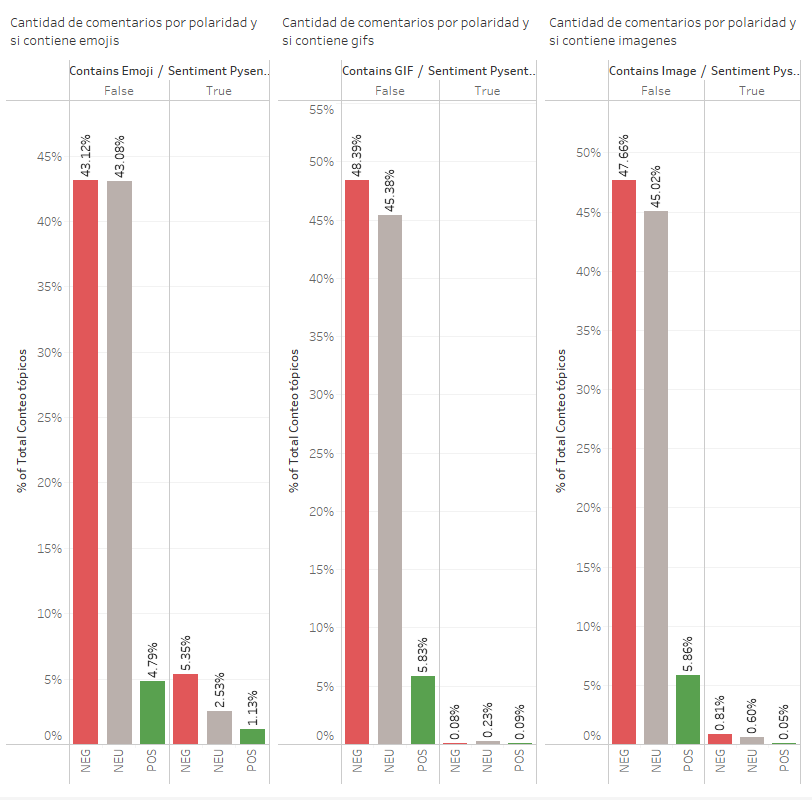 Cantidad de comentarios por polaridad y
si contiene emojis
Contains Emoji / Sentiment Pysen..
False
True
% of Total Conteo tópicos
45%
40%
35%
30%
25%
20%
15%
10%
5%
0%
43.12%
43.08%
4.79%
5.35%
2.53%
1.13%
NEG
NEU
POS
NEG
NEU
POS
Cantidad de comentarios por polaridad y
si contiene gifs
Contains GIF / Sentiment Pysent..
False
True
% of Total Conteo tópicos
55%
50%
45%
40%
35%
30%
25%
20%
15%
10%
5%
0%
48.39%
45.38%
5.83%
0.08%
0.23%
0.09%
NEG
NEU
POS
NEG
NEU
POS
Cantidad de comentarios por polaridad y
si contiene imagenes
Contains Image / Sentiment Pys..
False
True
% of Total Conteo tópicos
50%
45%
40%
35%
30%
25%
20%
15%
10%
5%
0%
47.66%
45.02%
5.86%
0.81%
0.60%
0.05%
NEG
NEU
POS
NEG
NEU
POS